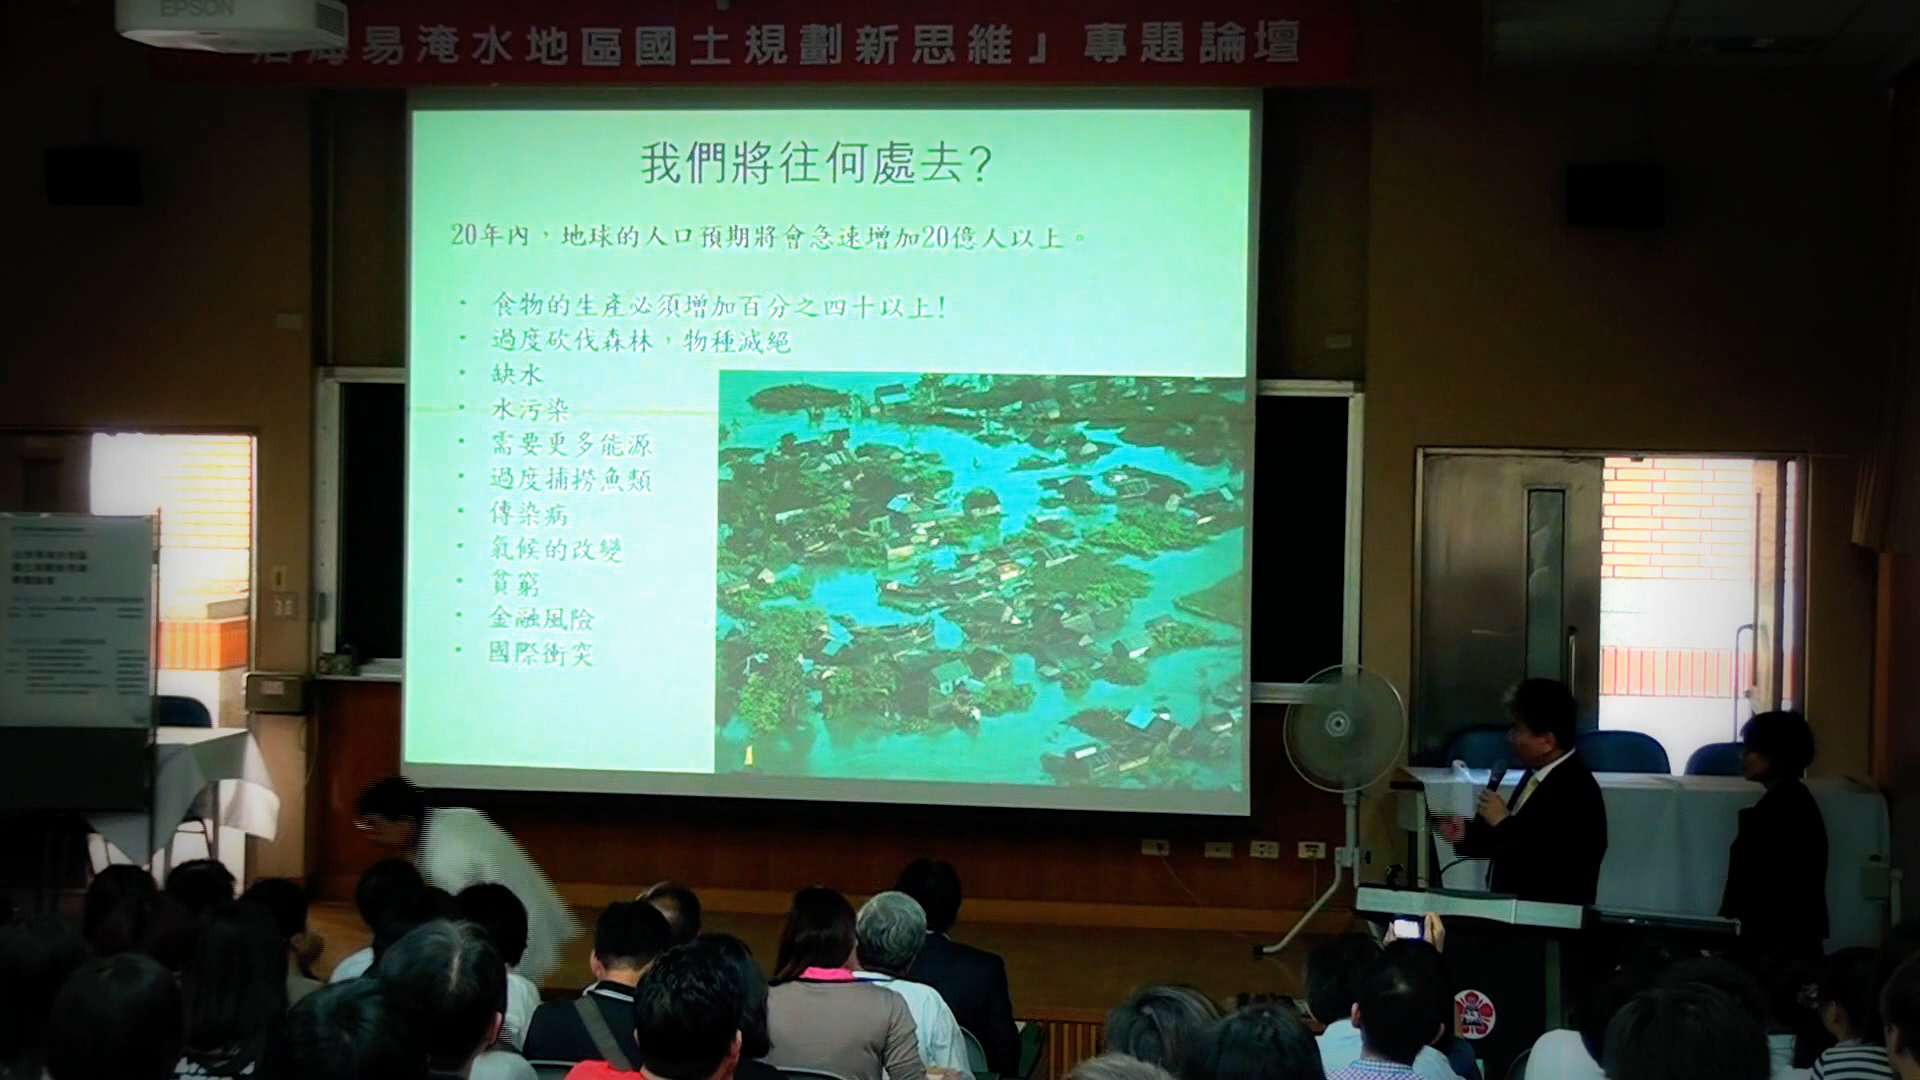 EPSON
易淹水地區國土規劃新思維」專題論壇
我們將往何處去?
20年內，地球的人口預期將會急速增加20億人以上。
· 食物的生產必須增加百分之四十以上!
· 過度砍伐森林，物種滅絕
· 缺水
· 水污染
· 需要更多能源
· 過度捕撈魚類
· 傳染病
· 氣候的改變
· 貧窮
· 金融風險
· 國際衝突